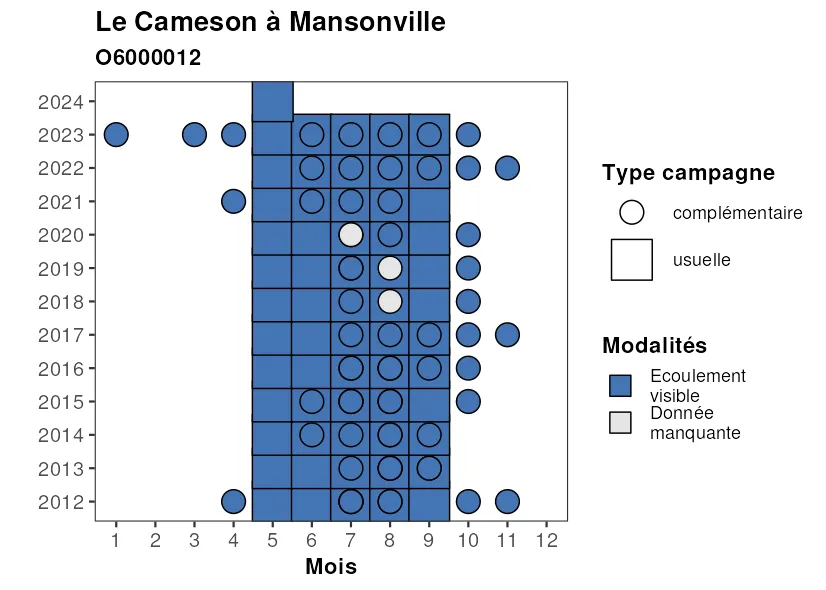 Le Cameson à Mansonville
O6000012
2024
2023
2022
2021
2020
2019
2018
2017
2016
2015
2014
2013
2012
1 2 3 4 5 6 7 8 9 10 11 12
Mois
Type campagne
complémentaire
usuelle
Modalités
Ecoulement
visible
Donnée
manquante